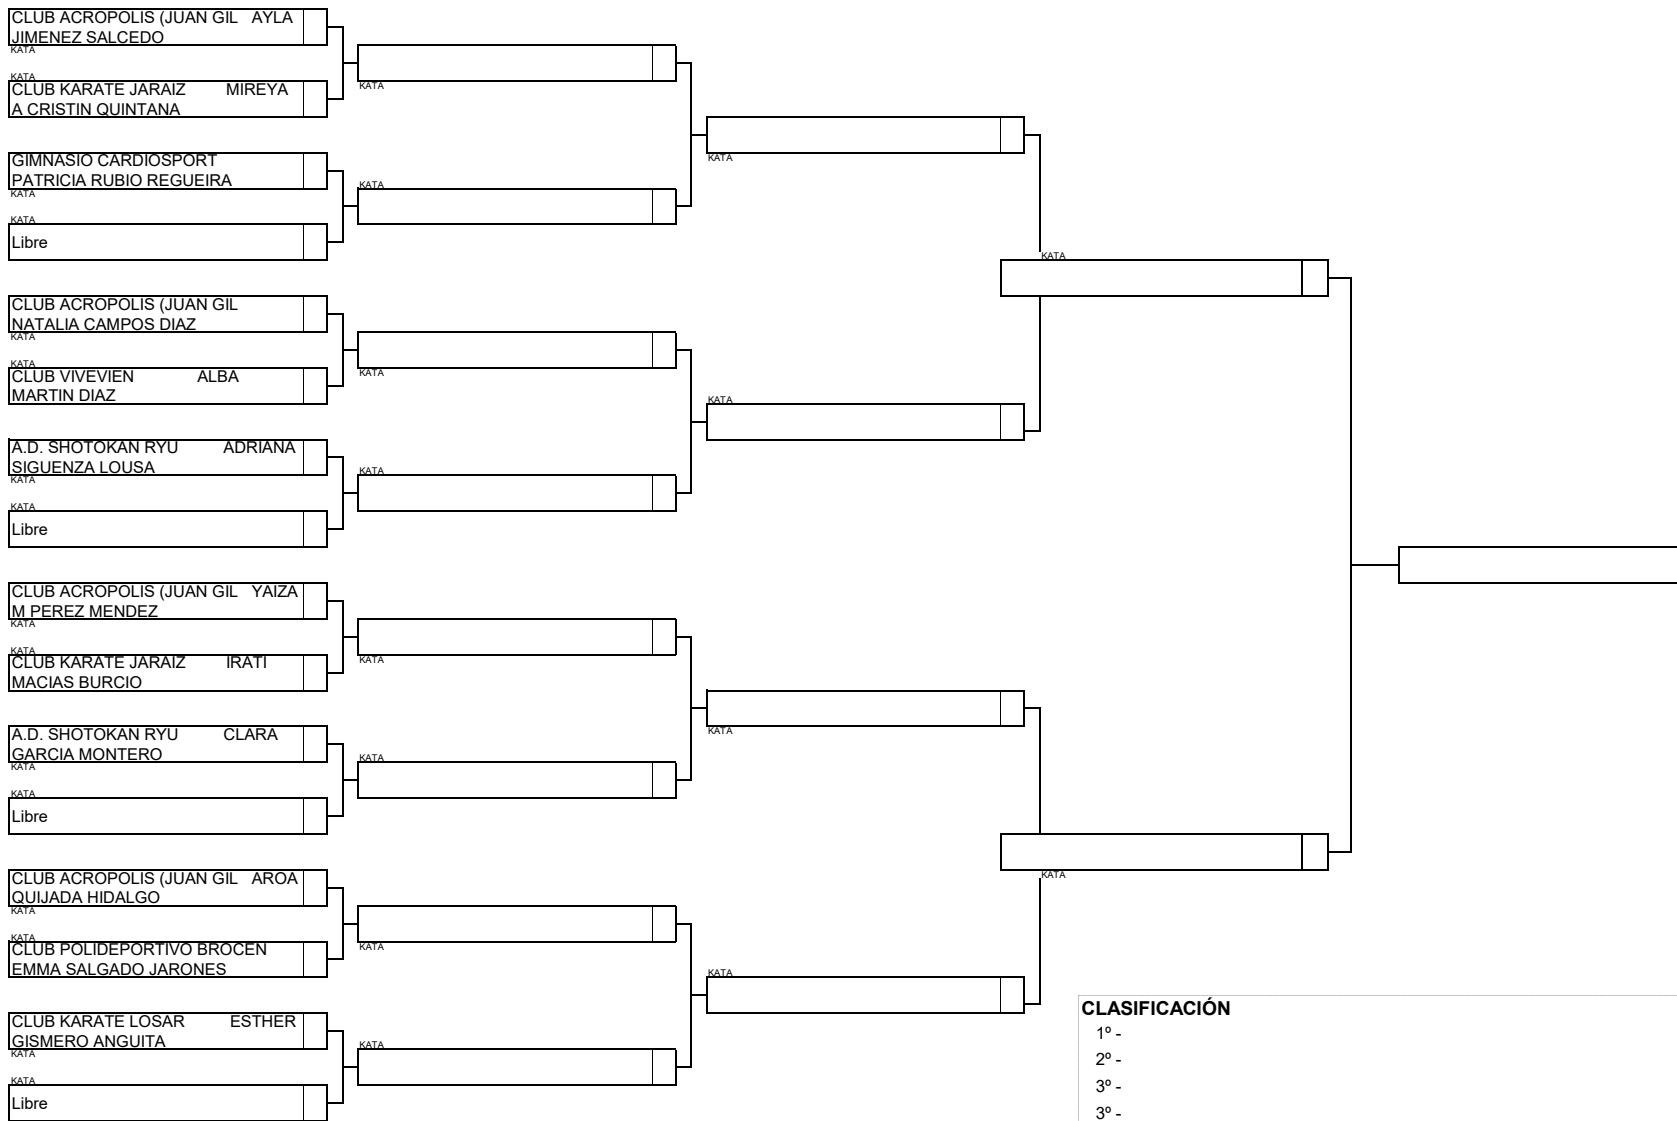 CLUB ACROPOLIS (JUAN GIL AYLA
JIMENEZ SALCEDO
KATA
KATA
CLUB KARATE JARAIZ MIREYA
A CRISTIN QUINTANA
KATA
GIMNASIO CARDIOSPORT
PATRICIA RUBIO REGUEIRA
KATA
KATA
KATA
Libre
KATA
KATA
CLUB ACROPOLIS (JUAN GIL
NATALIA CAMPOS DIAZ
KATA
KATA
CLUB VIVEVIEN ALBA
MARTIN DIAZ
KATA
KATA
A.D. SHOTOKAN RYU ADRIANA
SIGUENZA LOUSA
KATA
KATA
KATA
Libre
CLUB ACROPOLIS (JUAN GIL YAIZA
M PEREZ MENDEZ
KATA
KATA
CLUB KARATE JARAIZ IRATI
MACIAS BURCIO
KATA
A.D. SHOTOKAN RYU CLARA
GARCIA MONTERO
KATA
KATA
KATA
KATA
Libre
CLUB ACROPOLIS (JUAN GIL AROA
QUIJADA HIDALGO
KATA
KATA
KATA
CLUB POLIDEPORTIVO BROCEN
EMMA SALGADO JARONES
KATA
KATA
CLUB KARATE LOSAR ESTHER
GISMERO ANGUITA
KATA
KATA
KATA
Libre
CLASIFICACIÓN
1º -
2º -
3º -
3º -